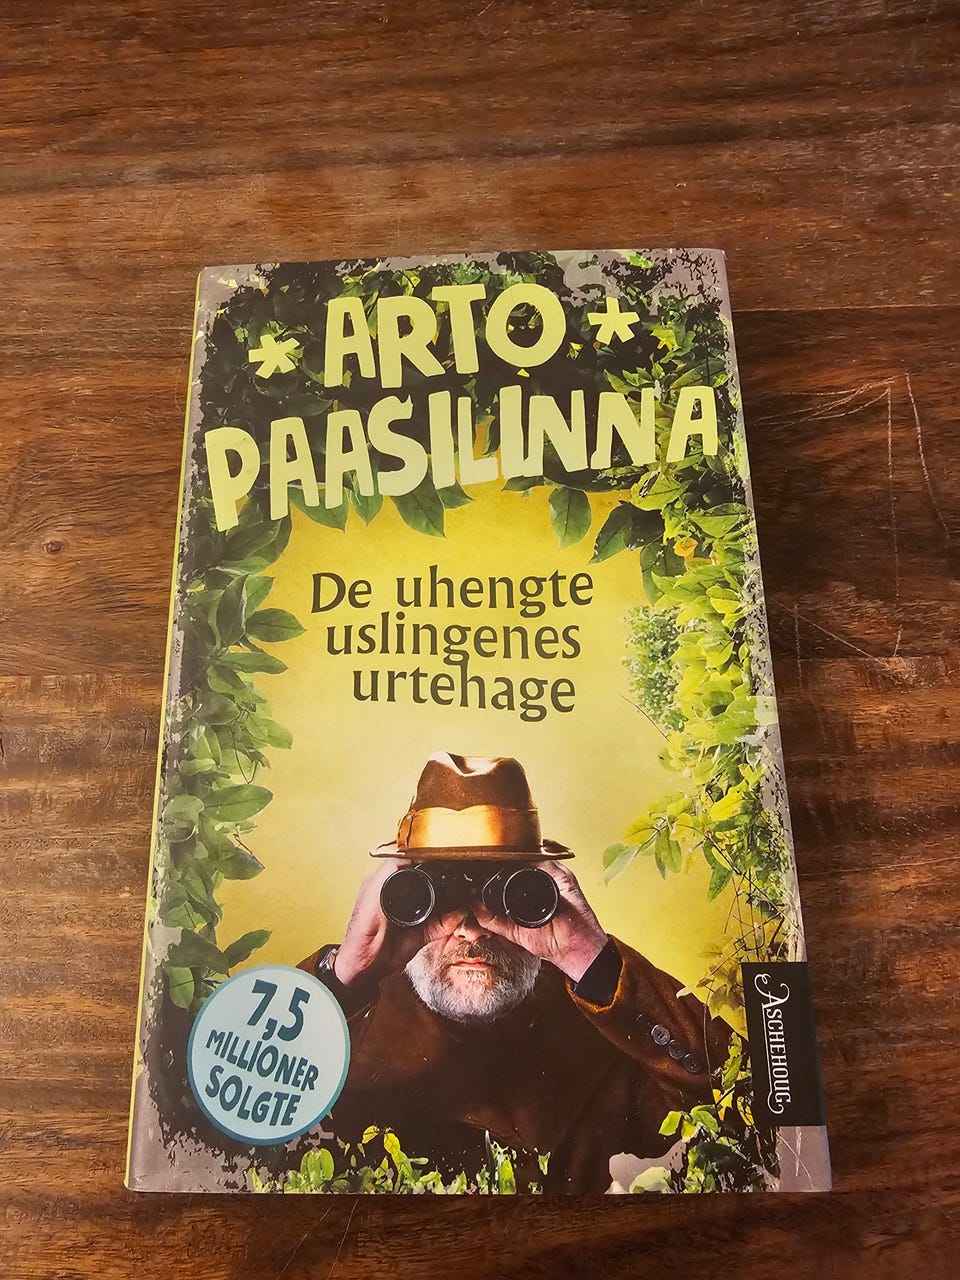 * ARTO *
PAASILINNA
De uhengte
uslingenes
urtehage
7,5
MILLIONER
SOLGTE
ASCHEHOUG